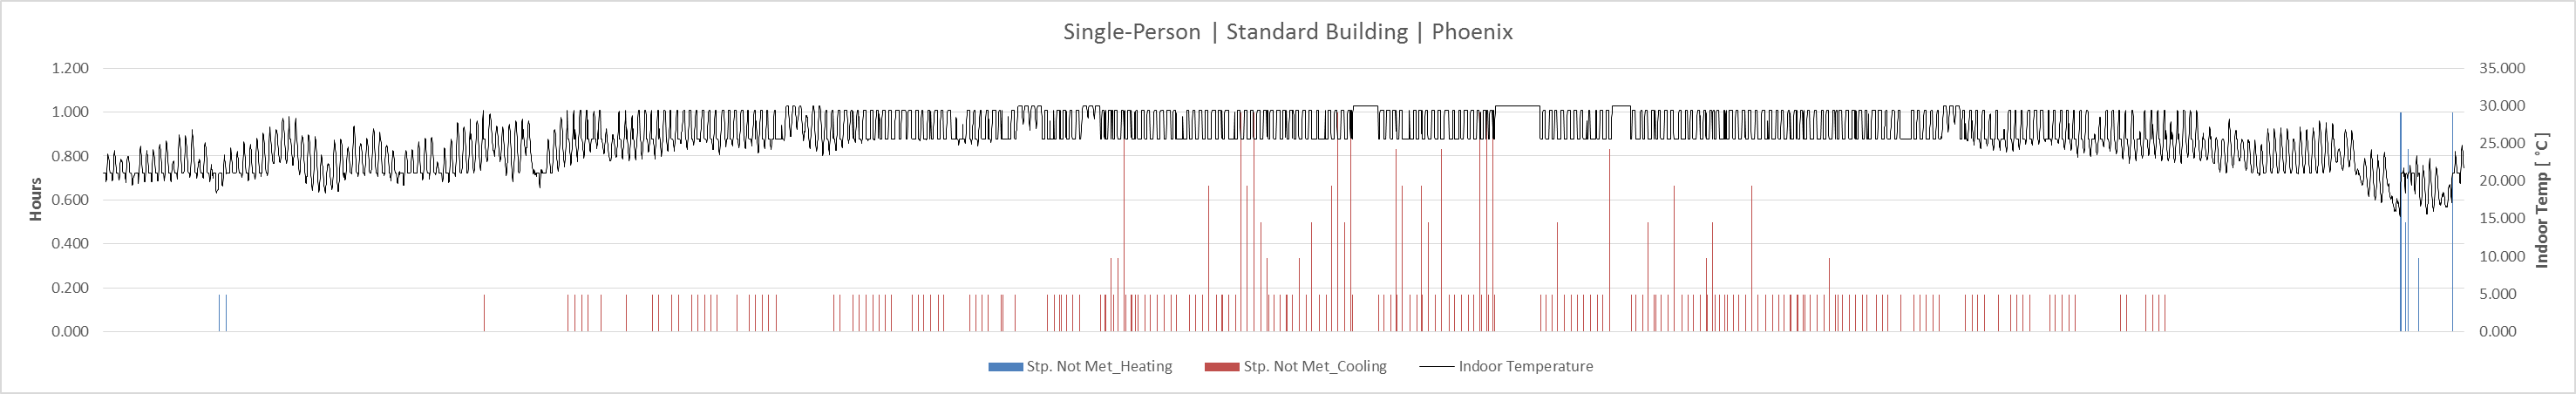 Single-Person | Standard Building | Phoenix
1.200
1.000
0.800
0.600
0.400
0.200
0.000
Hours
35.000
30.000
25.000
20.000
15.000
10.000
5.000
0.000
Indoor Temp [ °C]
Stp. Not Met_Heating
Stp. Not Met_Cooling
Indoor Temperature